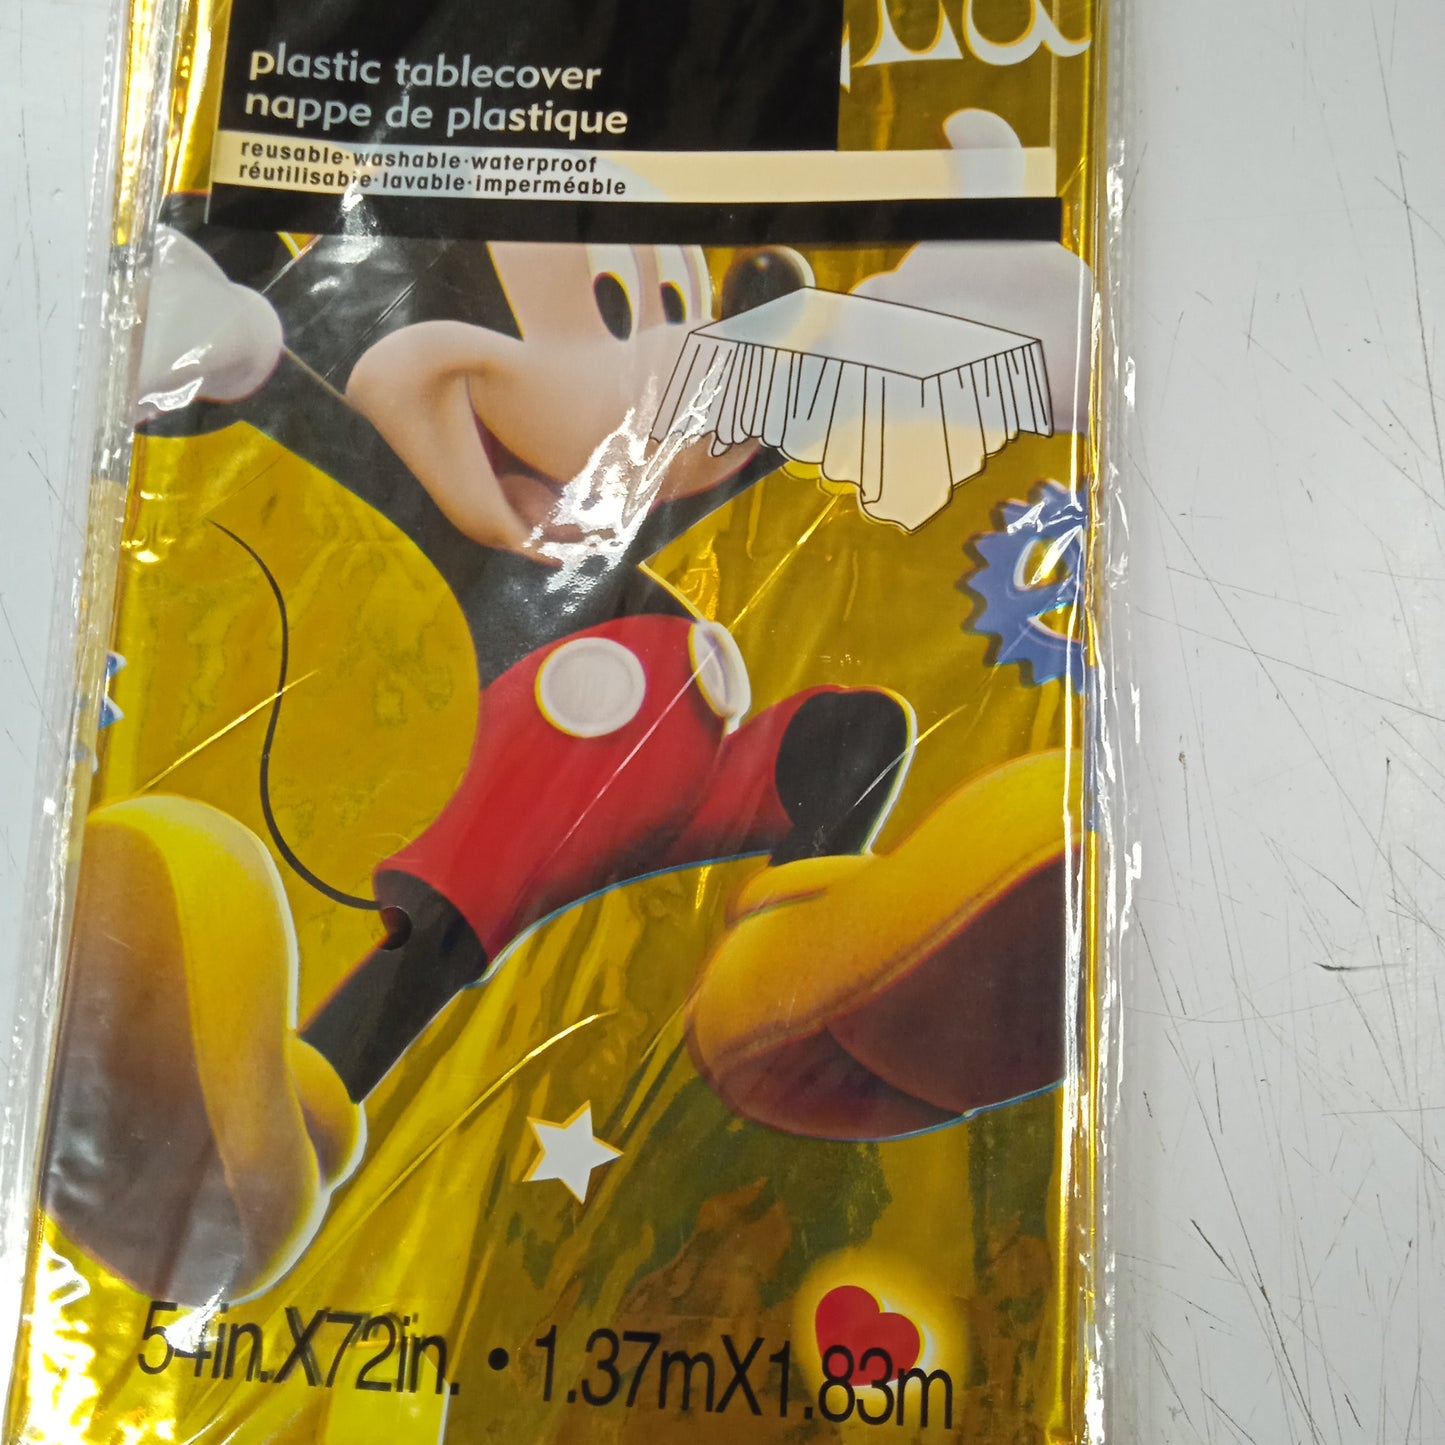 plastic tablecover
nappe de plastique
reusable·washable·waterproof
réutilisable·lavable·imperméable
54in.X72in. • 1.37mX1.83m